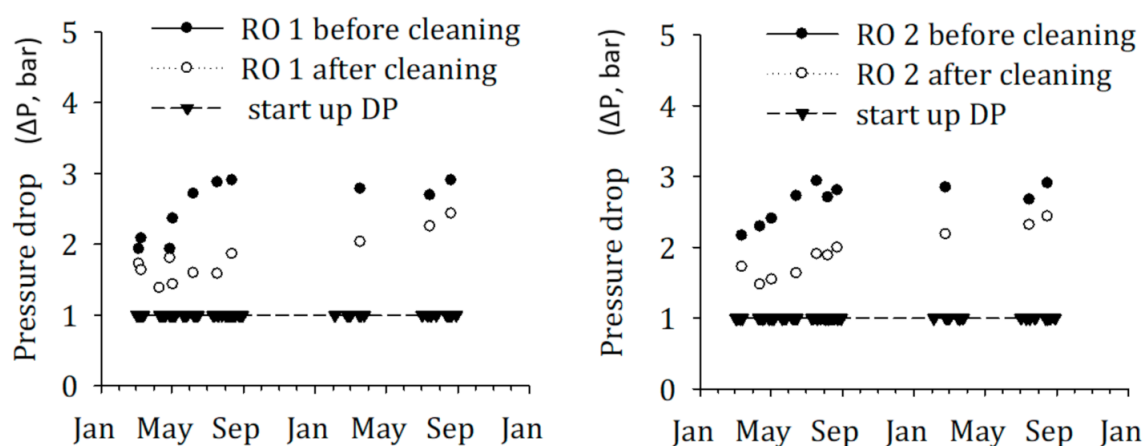 5
4
3
2
1
0
Pressure drop (ΔP, bar)
RO 1 before cleaning
RO 1 after cleaning
start up DP
Jan May Sep Jan May Sep Jan
5
4
3
2
1
0
Pressure drop (ΔP, bar)
RO 2 before cleaning
RO 2 after cleaning
start up DP
Jan May Sep Jan May Sep Jan